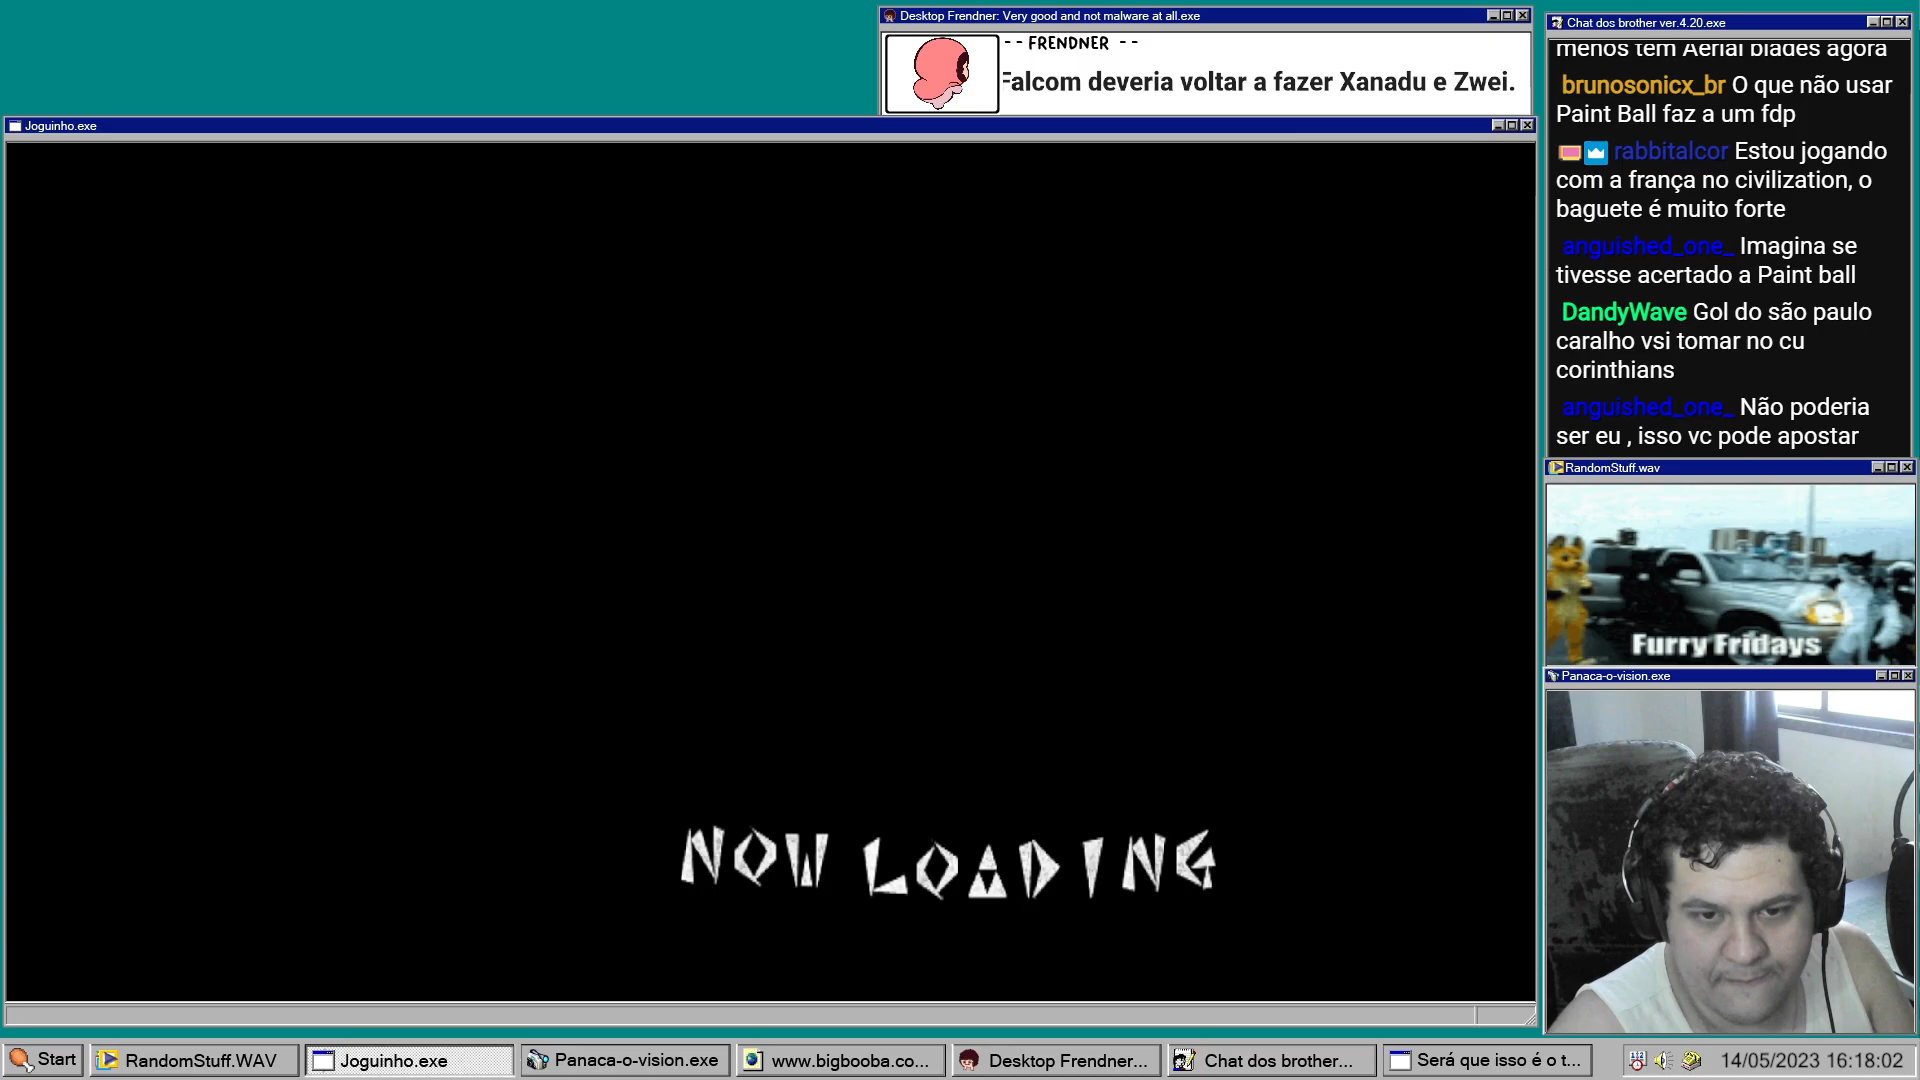 Desktop Frendner: Very good and not malware at all.exe
-- FRENDNER --
Falcom deveria voltar a fazer Xanadu e Zwei.
Joguinho.exe
NOW LOADING
Chat dos brother ver.4.20.exe
menos tem Aerial blades agora
brunosonicx_br O que não usar
Paint Ball faz a um fdp
rabbitalcor Estou jogando
com a frança no civilization, o
baguete é muito forte
anguished_one_ Imagina se
tivesse acertado a Paint ball
DandyWave Gol do são paulo
caralho vsi tomar no cu
corinthians
anguished_one_ Não poderia
ser eu , isso vc pode apostar
RandomStuff.wav
Furry Fridays
Panaca-o-vision.exe
Start
RandomStuff.WAV
Joguinho.exe
Panaca-o-vision.exe
www.bigbooba.co...
Desktop Frendner...
Chat dos brother...
Será que isso é o t...
14/05/2023 16:18:02